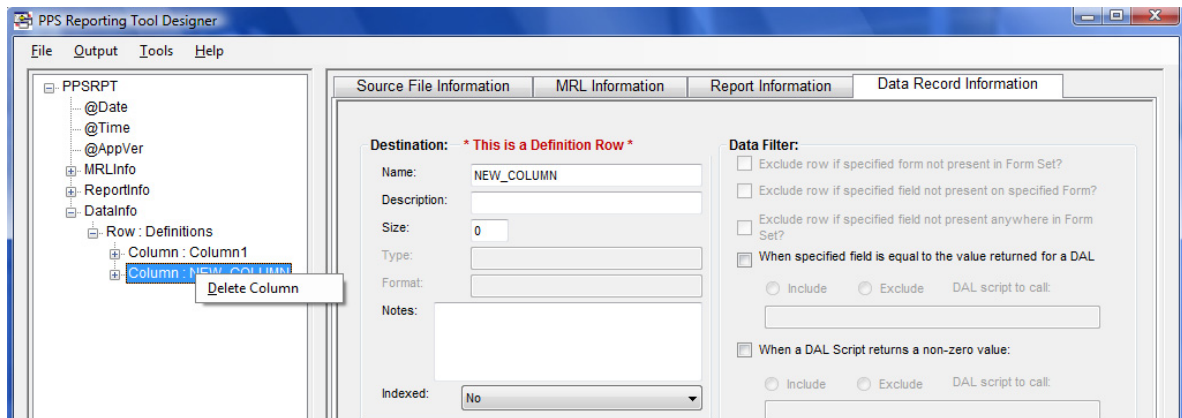 PPS Reporting Tool Designer
File Output Tools Help
PPSRPT
@Date
@Time
@AppVer
MRLInfo
ReportInfo
DataInfo
Row : Definitions
Column : Column1
Column : NEW_COLUMN
Delete Column
Source File Information MRL Information Report Information Data Record Information
Destination: * This is a Definition Row *
Name: NEW_COLUMN
Description:
Size: 0
Type:
Format:
Notes:
Indexed: No
Data Filter:
Exclude row if specified form not present in Form Set?
Exclude row if specified field not present on specified Form?
Exclude row if specified field not present anywhere in Form
Set?
When specified field is equal to the value returned for a DAL
Include Exclude DAL script to call:
When a DAL Script returns a non-zero value:
Include Exclude DAL script to call: